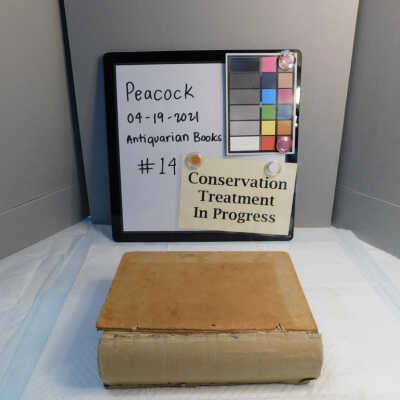 Peacock
04-19-2021
Antiquarian Books
#14
Conservation
Treatment
In Progress